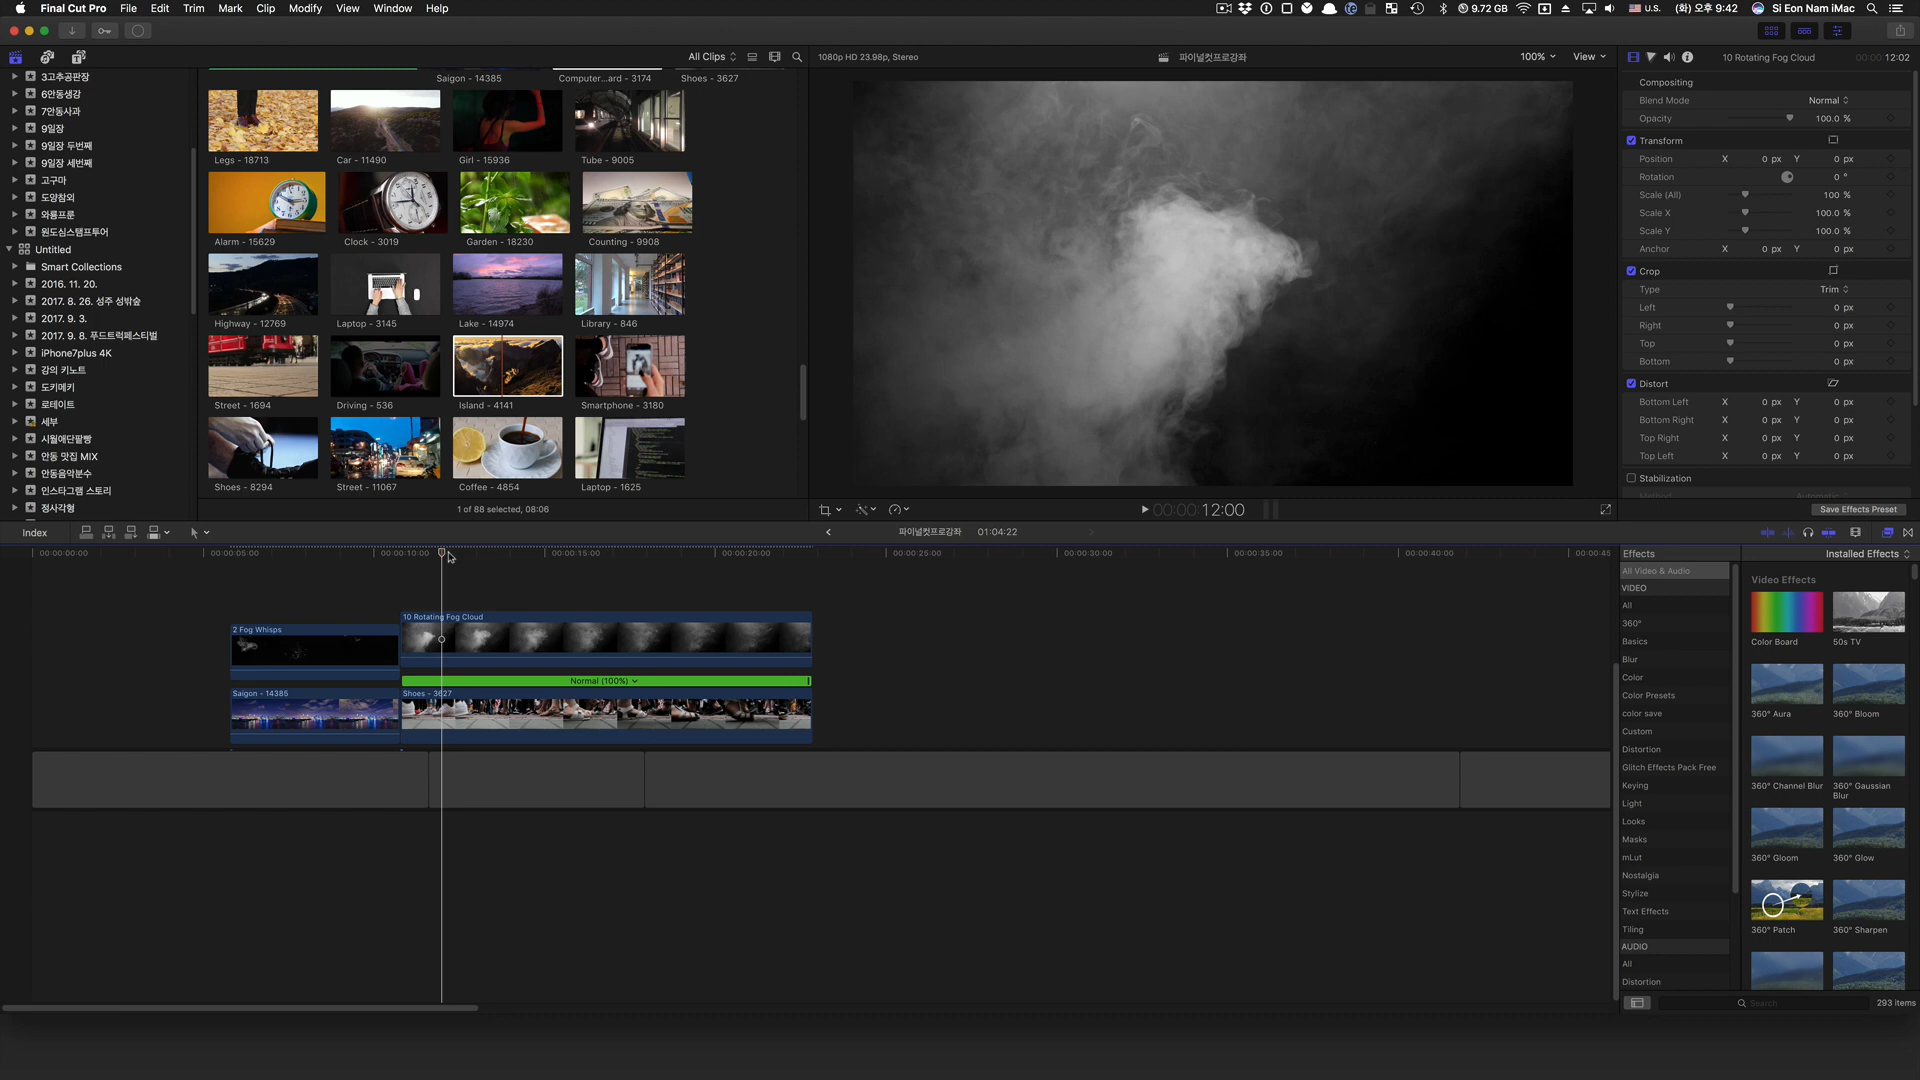 Final Cut Pro File Edit Trim Mark Clip Modify View Window Help
9.72 GB U.S. (화) 오후 9:42 Si Eon Nam iMac
All Clips
1080p HD 23.98p, Stereo 파이널컷프로강좌 100% View
10 Rotating Fog Cloud 00:00:12:02
3고추공판장
6안동생강
7안동사과
9일장
9일장 두번째
9일장 세번째
고구마
도양참외
와룡프룬
원도심스탬프투어
Untitled
Smart Collections
2016. 11. 20.
2017. 8. 26. 성주 성밖숲
2017. 9. 3.
2017. 9. 8. 푸드트럭페스티벌
iPhone7plus 4K
강의 키노트
도키메키
로테이트
세부
시월애단팥빵
안동 맛집 MIX
안동음악분수
인스타그램 스토리
정사각형
Saigon - 14385 Computer...ard - 3174 Shoes - 3627
Legs - 18713 Car - 11490 Girl - 15936 Tube - 9005
Alarm - 15629 Clock - 3019 Garden - 18230 Counting - 9908
Highway - 12769 Laptop - 3145 Lake - 14974 Library - 846
Street - 1694 Driving - 536 Island - 4141 Smartphone - 3180
Shoes - 8294 Street - 11067 Coffee - 4854 Laptop - 1625
1 of 88 selected, 08:06
00:00:12:00
Compositing
Blend Mode Normal
Opacity 100.0 %
Transform
Position X 0 px Y 0 px
Rotation 0 °
Scale (All) 100 %
Scale X 100.0 %
Scale Y 100.0 %
Anchor X 0 px Y 0 px
Crop
Type Trim
Left 0 px
Right 0 px
Top 0 px
Bottom 0 px
Distort
Bottom Left X 0 px Y 0 px
Bottom Right X 0 px Y 0 px
Top Right X 0 px Y 0 px
Top Left X 0 px Y 0 px
Stabilization
Method Automatic
Save Effects Preset
Index 파이널컷프로강좌 01:04:22
00:00:00:00 00:00:05:00 00:00:10:00 00:00:15:00 00:00:20:00 00:00:25:00 00:00:30:00 00:00:35:00 00:00:40:00 00:00:45
10 Rotating Fog Cloud
2 Fog Whisps
Normal (100%)
Saigon - 14385 Shoes - 3627
Effects Installed Effects
All Video & Audio
VIDEO
All
360°
Basics
Blur
Color
Color Presets
color save
Custom
Distortion
Glitch Effects Pack Free
Keying
Light
Looks
Masks
mLut
Nostalgia
Stylize
Text Effects
Tiling
AUDIO
All
Distortion
Video Effects
Color Board 50s TV
360° Aura 360° Bloom
360° Channel Blur 360° Gaussian Blur
360° Gloom 360° Glow
360° Patch 360° Sharpen
Search 293 items